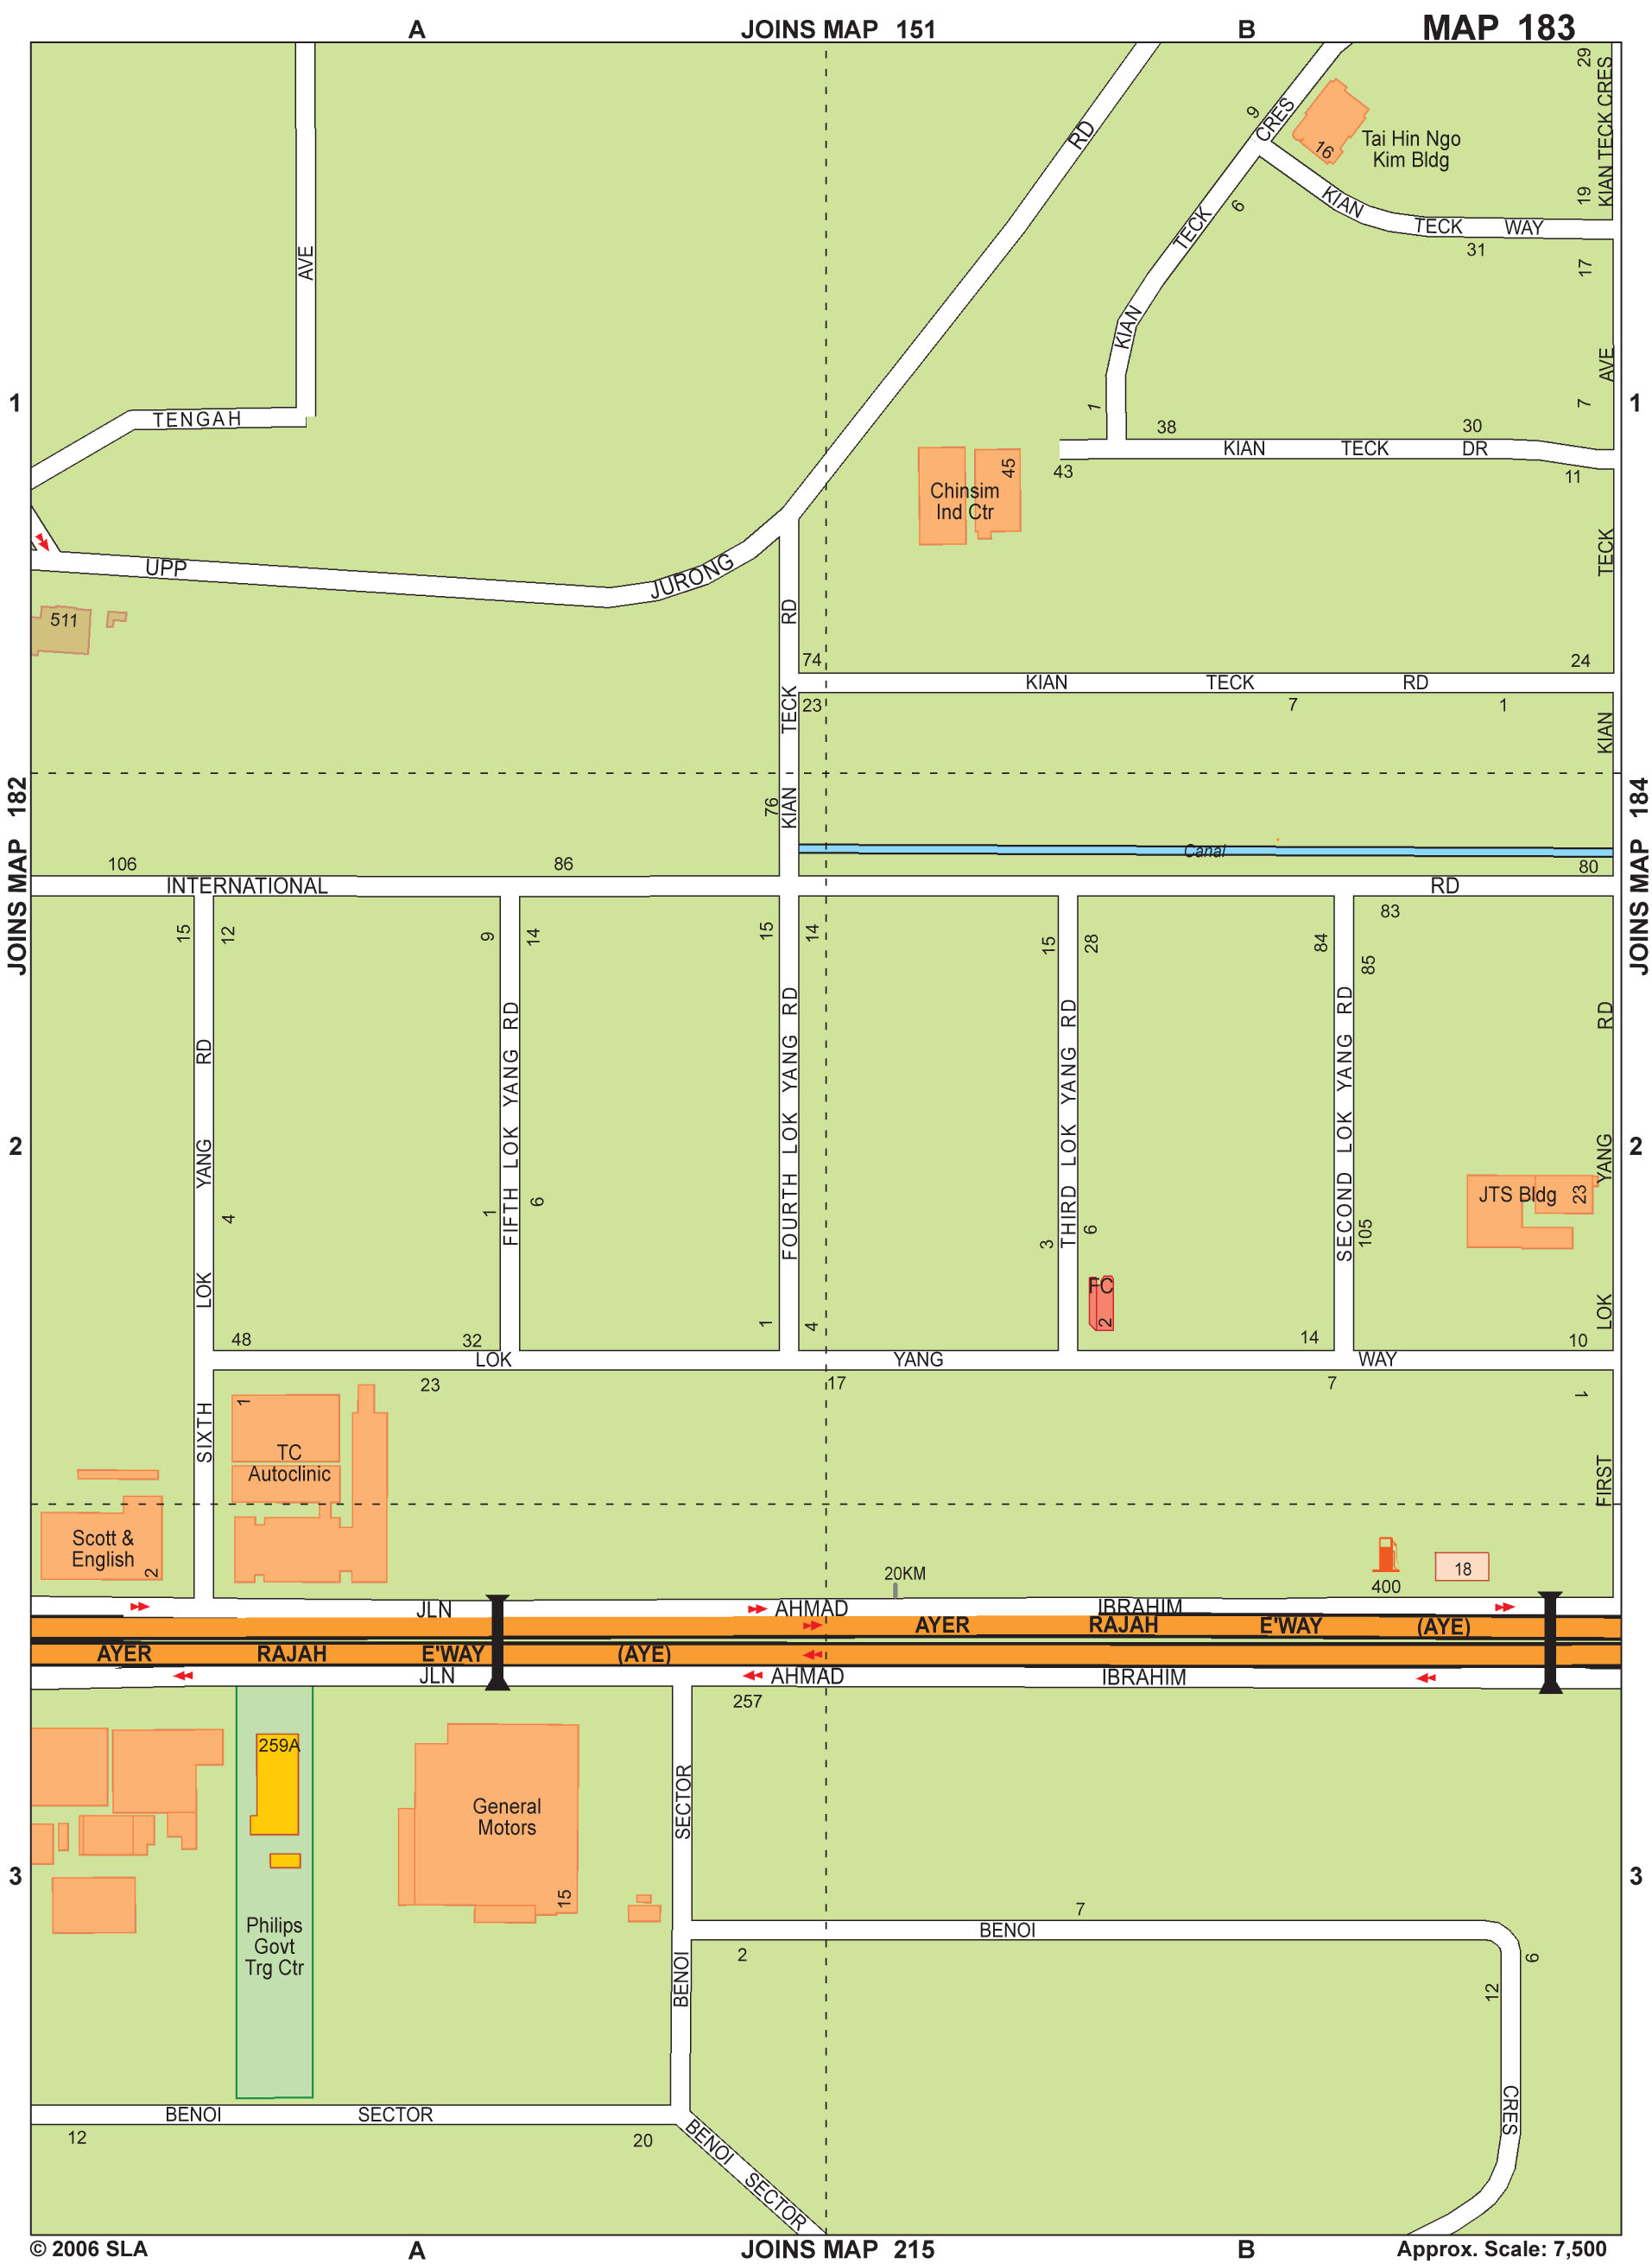 A
JOINS MAP 151
B
MAP 183
29
KIAN TECK CRES
19
9
CRES
RD
16
Tai Hin Ngo
Kim Bldg
KIAN
TECK
WAY
31
6
TECK
17
AVE
KIAN
AVE
7
1
1
1
TENGAH
38
30
KIAN
TECK
DR
43
11
45
Chinsim
Ind Ctr
TECK
UPP
JURONG
511
RD
74
24
KIAN
TECK
RD
TECK
23
7
1
KIAN
JOINS MAP 182
JOINS MAP 184
76
KIAN
Canal
106
86
80
INTERNATIONAL
RD
83
15
12
9
14
15
14
15
28
84
85
RD
FIFTH LOK YANG RD
FOURTH LOK YANG RD
THIRD LOK YANG RD
SECOND LOK YANG RD
RD
2
2
YANG
YANG
4
1
6
3
6
105
JTS Bldg
23
LOK
LOK
FC
2
1
4
48
32
14
10
LOK
YANG
WAY
23
17
7
1
SIXTH
1
TC
Autoclinic
FIRST
Scott &
English
2
20KM
400
18
JLN
AHMAD
IBRAHIM
AYER
RAJAH
E'WAY
(AYE)
AYER
RAJAH
E'WAY
(AYE)
JLN
AHMAD
IBRAHIM
257
259A
SECTOR
General
Motors
15
3
3
Philips
Govt
Trg Ctr
7
BENOI
2
6
12
BENOI
BENOI
SECTOR
CRES
12
20
BENOI SECTOR
© 2006 SLA
A
JOINS MAP 215
B
Approx. Scale: 7,500